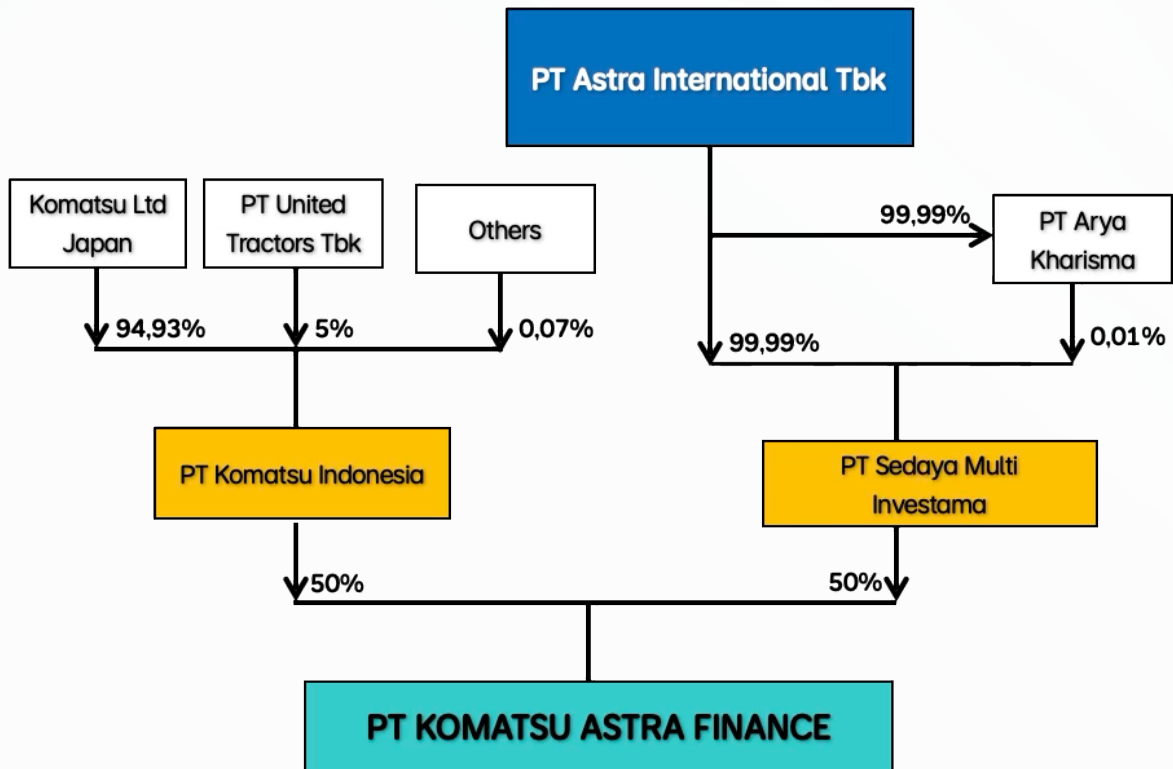 PT Astra International Tbk
Komatsu Ltd
Japan
PT United
Tractors Tbk
Others
99,99%
PT Arya
Kharisma
94,93%
5%
0,07%
99,99%
0,01%
PT Komatsu Indonesia
PT Sedaya Multi
Investama
50%
50%
PT KOMATSU ASTRA FINANCE